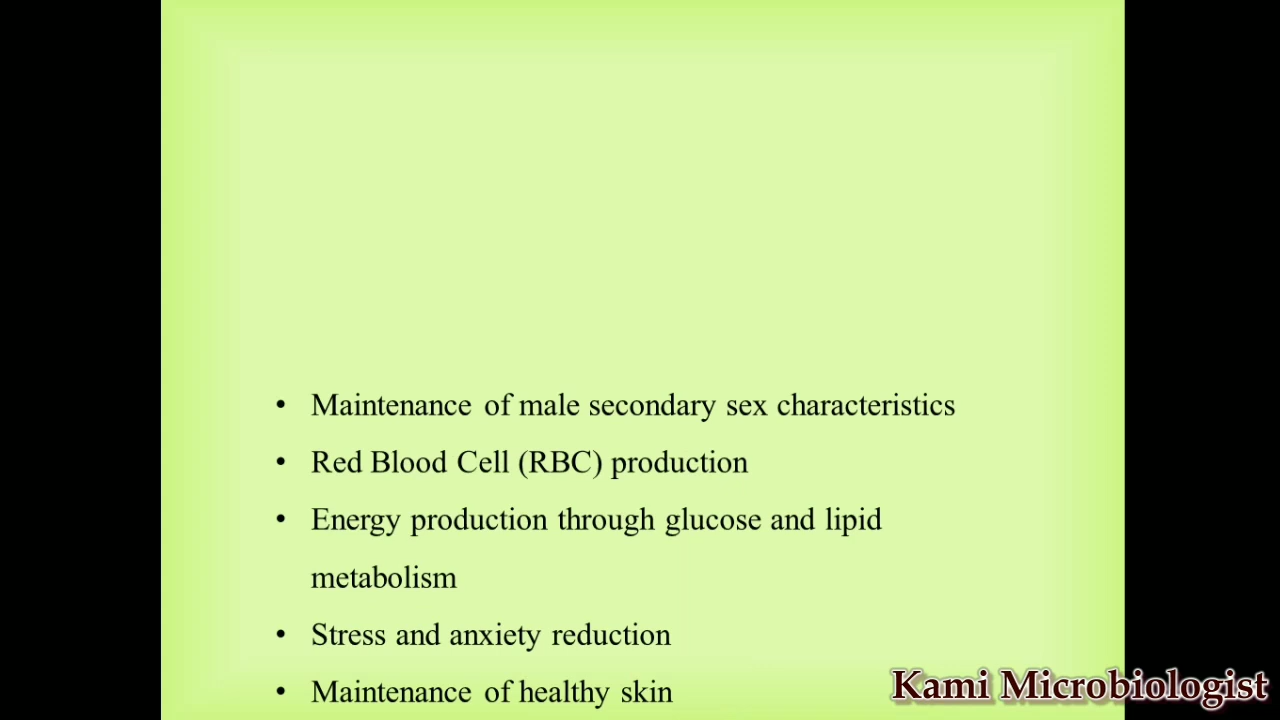 • Maintenance of male secondary sex characteristics
• Red Blood Cell (RBC) production
• Energy production through glucose and lipid
metabolism
• Stress and anxiety reduction
• Maintenance of healthy skin
Kami Microbiologist